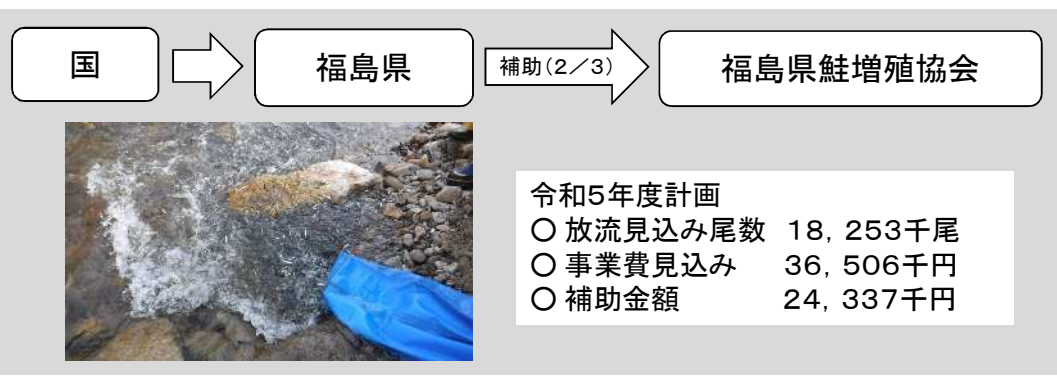 国
福島県
補助(2/3)
福島県鮭増殖協会
令和5年度計画
○ 放流見込み尾数 18,253千尾
○ 事業費見込み 36,506千円
○ 補助金額 24,337千円